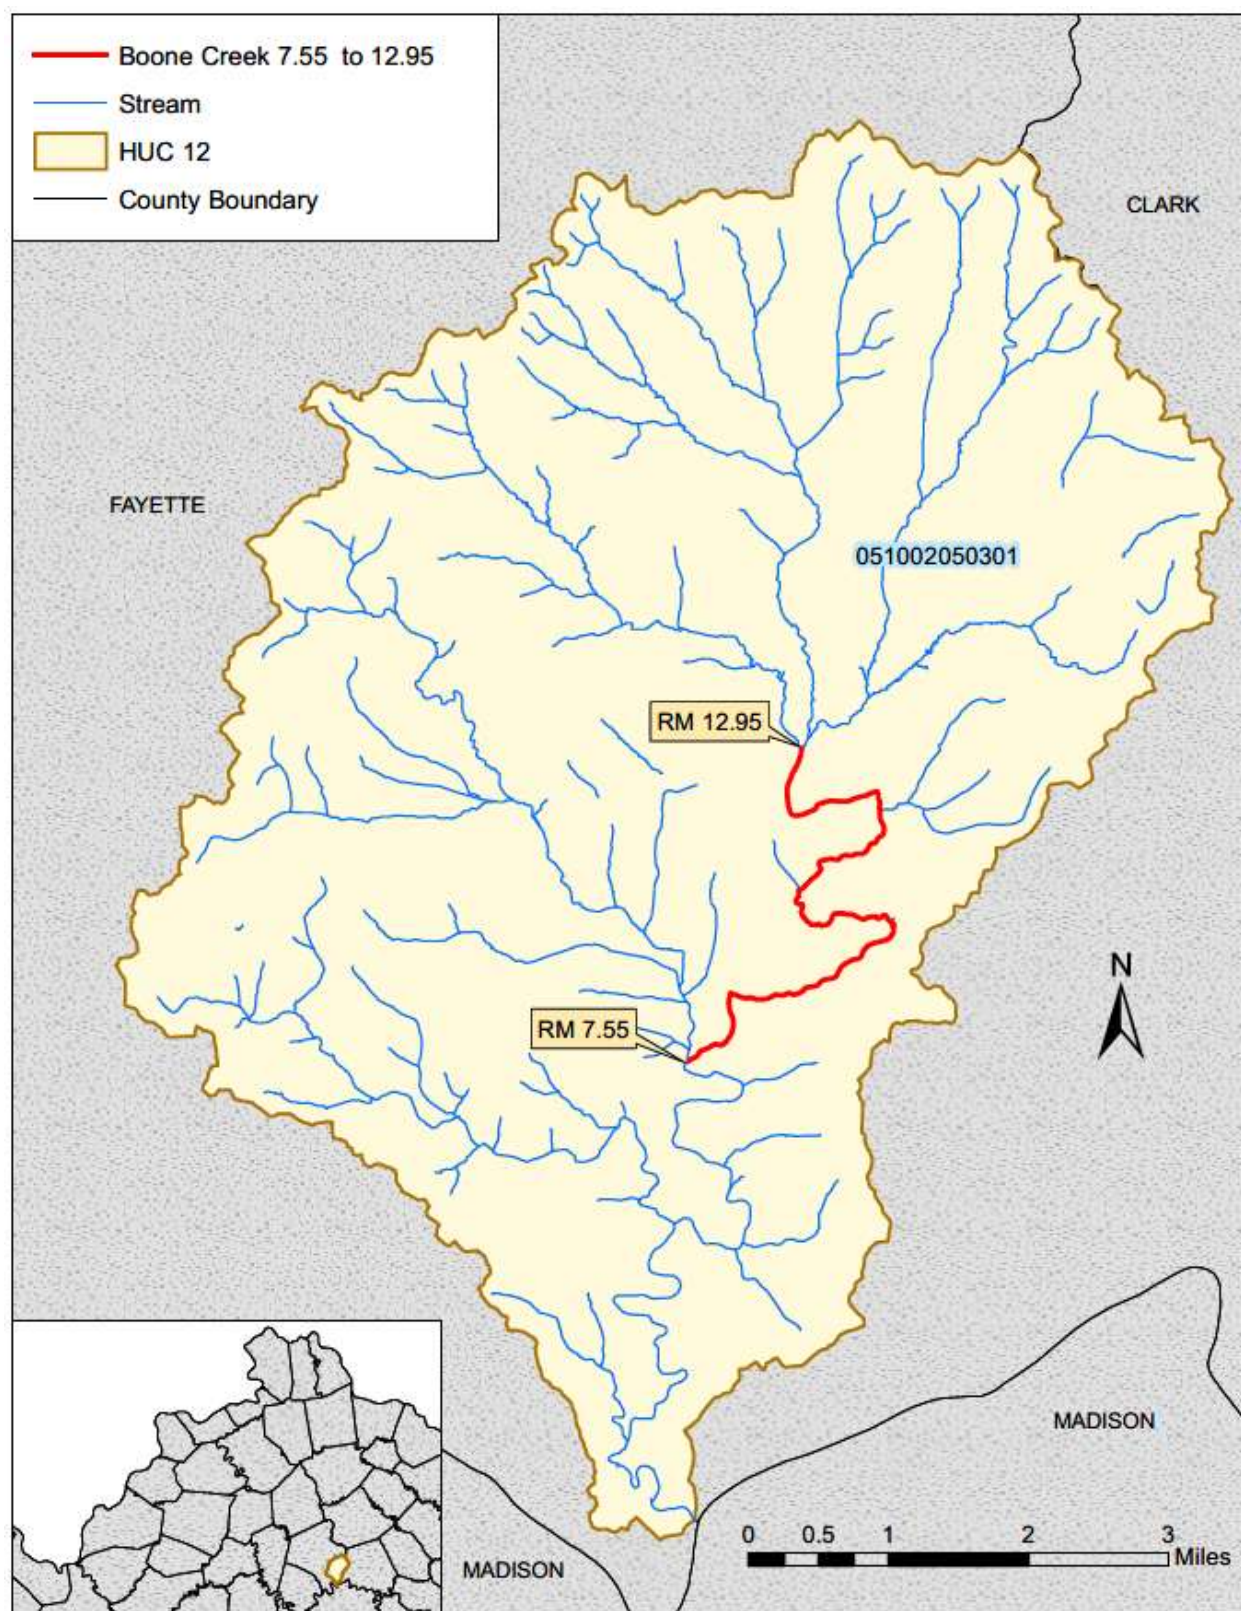 Boone Creek 7.55 to 12.95
Stream
HUC 12
County Boundary
CLARK
FAYETTE
051002050301
RM 12.95
N
RM 7.55
MADISON
0 0.5 1 2 3
Miles
MADISON